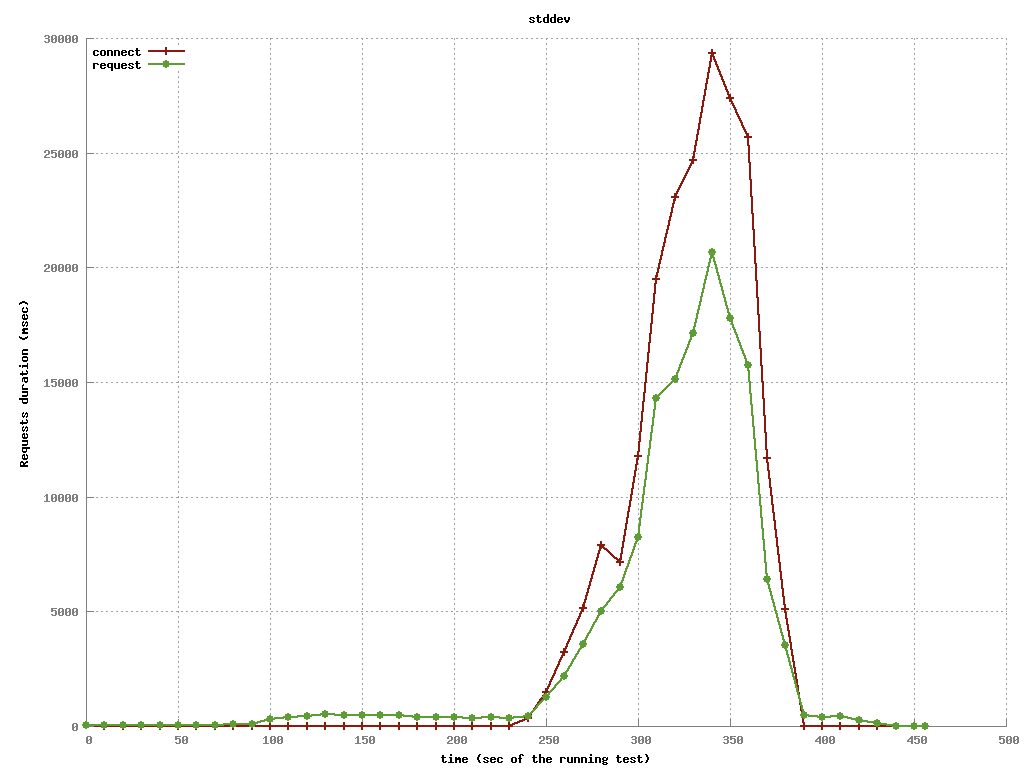 stddev
connect
request
30000
25000
20000
15000
10000
5000
0
Requests duration (msec)
0 50 100 150 200 250 300 350 400 450 500
time (sec of the running test)